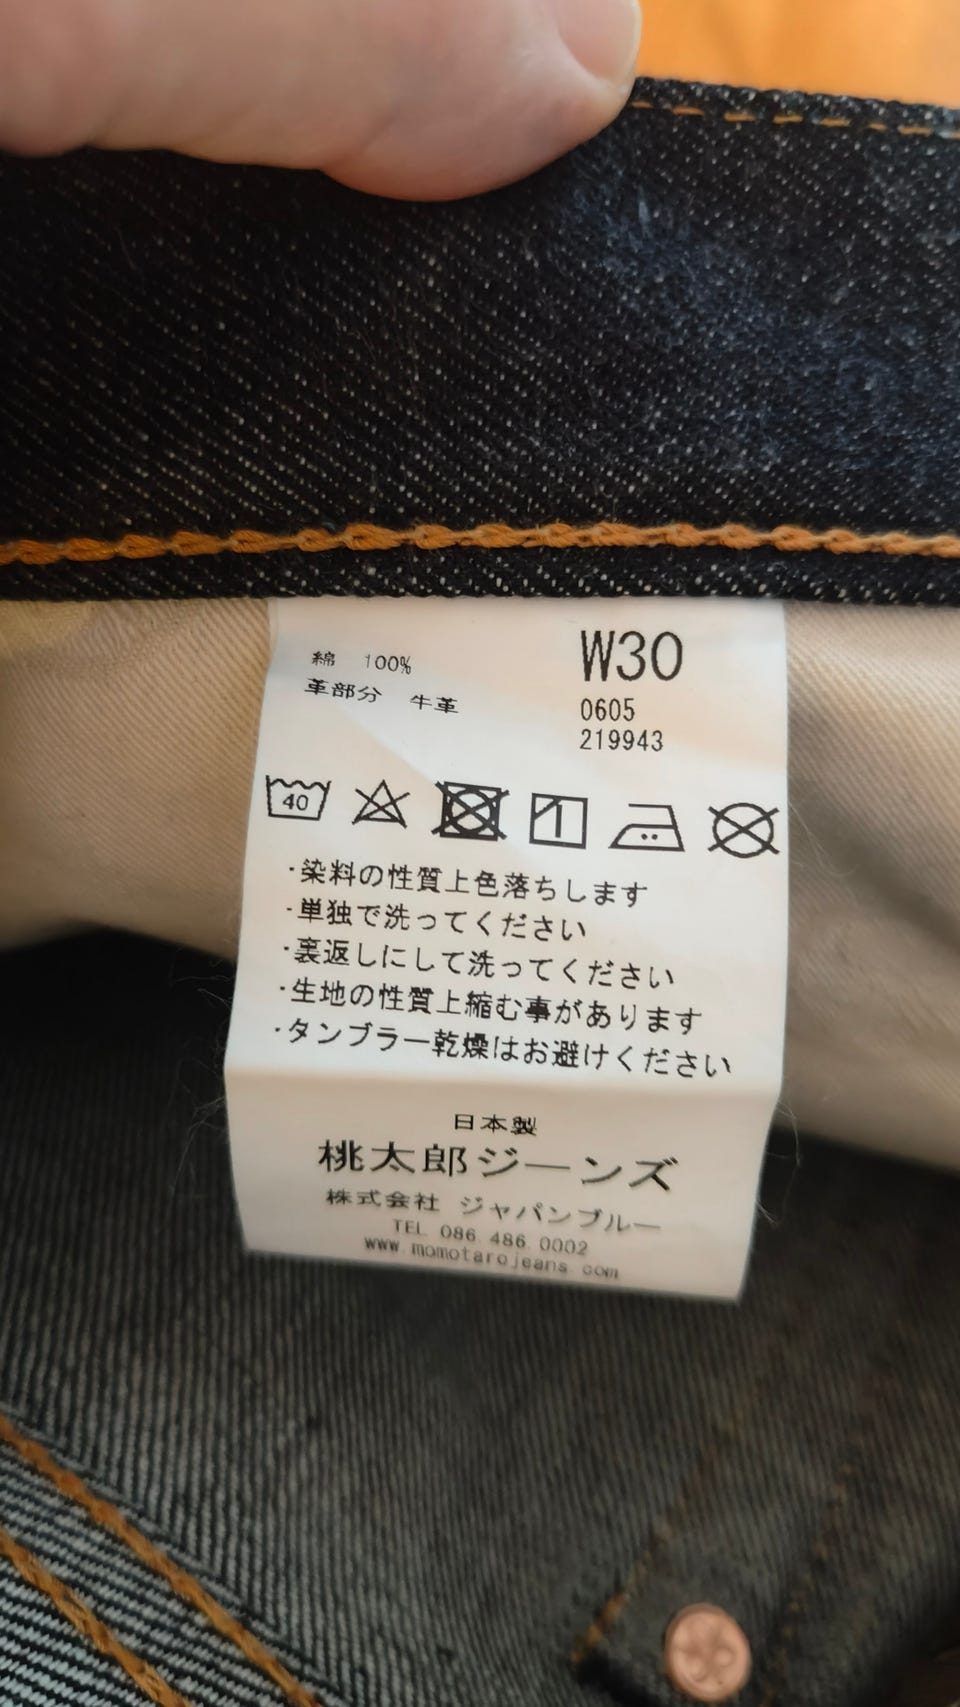 綿 100%
革部分 牛革
W30
0605
219943
40
・染料の性質上色落ちします
・単独で洗ってください
・裏返しにして洗ってください
・生地の性質上縮む事があります
・タンブラー乾燥はお避けください
日本製
桃太郎ジーンズ
株式会社 ジャパンブルー
TEL 086 486 0002
www.momotarojeans.com